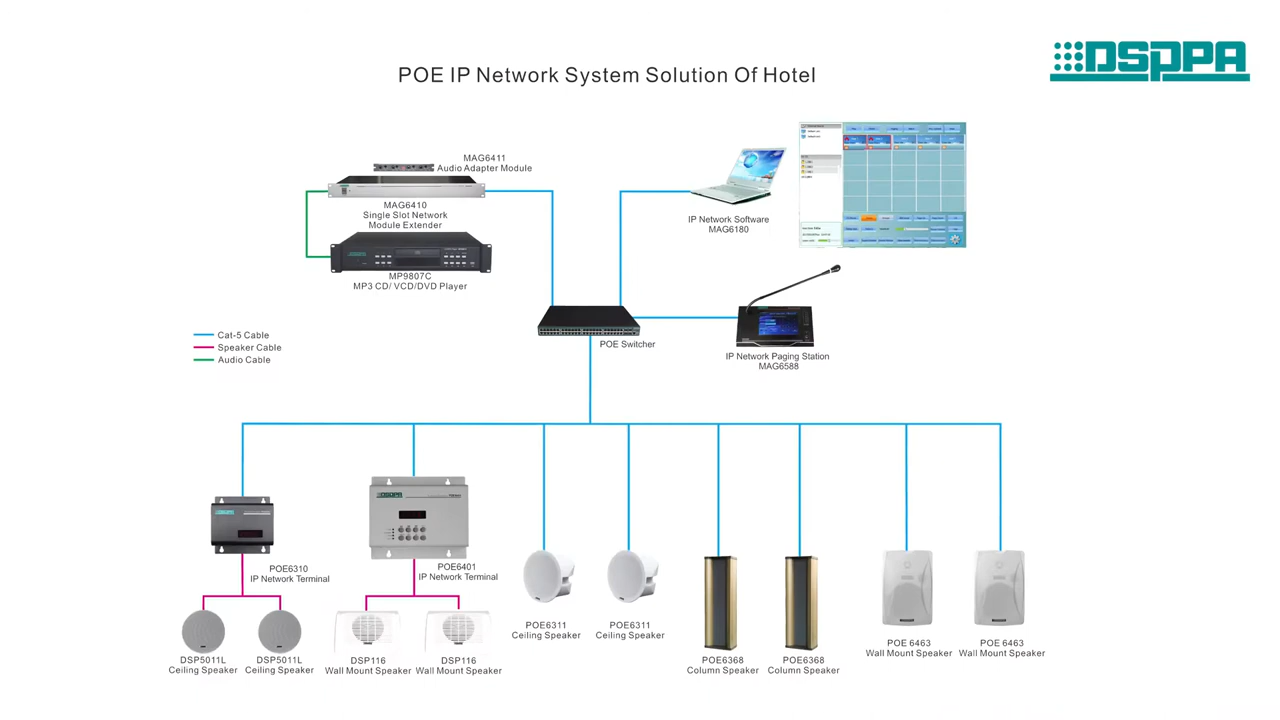 DSPPA
POE IP Network System Solution Of Hotel
MAG6411
Audio Adapter Module
MAG6410
Single Slot Network
Module Extender
MP9807C
MP3 CD/ VCD/DVD Player
IP Network Software
MAG6180
POE Switcher
IP Network Paging Station
MAG6588
Cat-5 Cable
Speaker Cable
Audio Cable
DSPPA
DSPPA
POE6310
IP Network Terminal
POE6401
IP Network Terminal
DSP5011L
Ceiling Speaker
DSP5011L
Ceiling Speaker
DSP116
Wall Mount Speaker
DSP116
Wall Mount Speaker
POE6311
Ceiling Speaker
POE6311
Ceiling Speaker
POE6368
Column Speaker
POE6368
Column Speaker
POE 6463
Wall Mount Speaker
POE 6463
Wall Mount Speaker